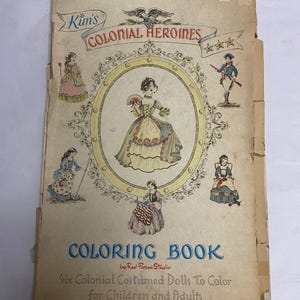 Kim's
COLONIAL HEROINES
COLORING BOOK
Six Colonial Costumed Dolls To Color
for Children and Adults